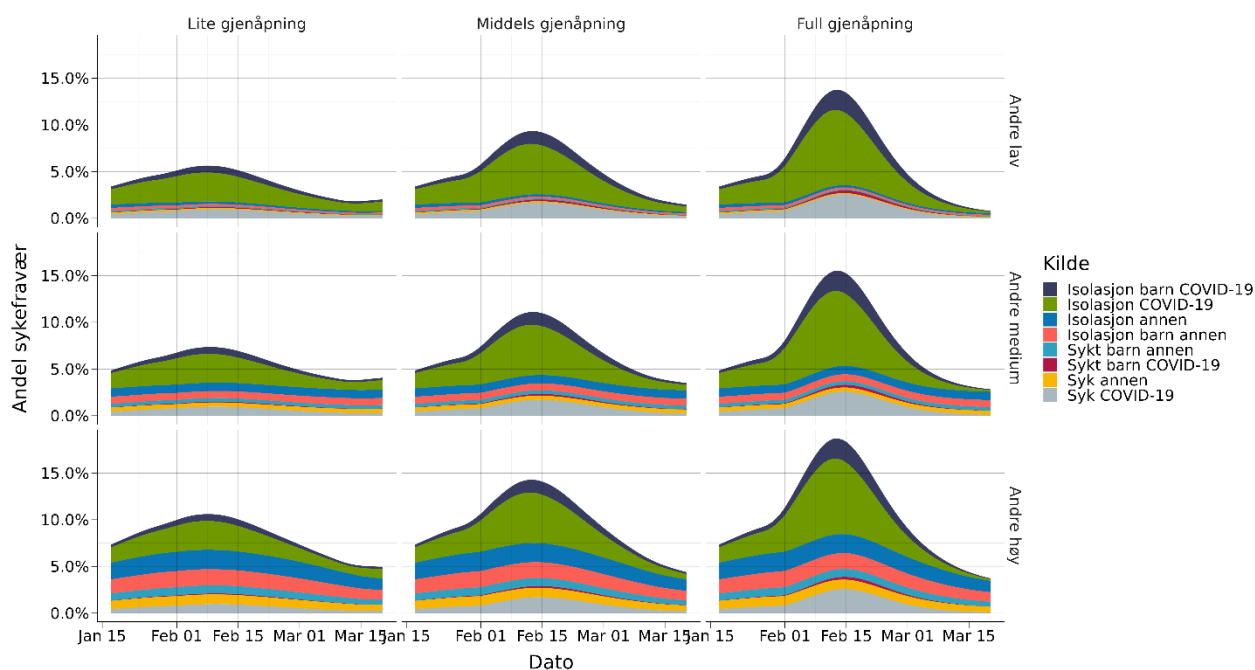 Lite gjenåpning Middels gjenåpning Full gjenåpning
Andel sykefravær
15.0%
10.0%
5.0%
0.0%
Andre lav
15.0%
10.0%
5.0%
0.0%
Andre medium
15.0%
10.0%
5.0%
0.0%
Andre høy
Jan 15 Feb 01 Feb 15 Mar 01 Mar 15 Jan 15 Feb 01 Feb 15 Mar 01 Mar 15 Jan 15 Feb 01 Feb 15 Mar 01 Mar 15
Dato
Kilde
Isolasjon barn COVID-19
Isolasjon COVID-19
Isolasjon annen
Isolasjon barn annen
Sykt barn annen
Sykt barn COVID-19
Syk annen
Syk COVID-19